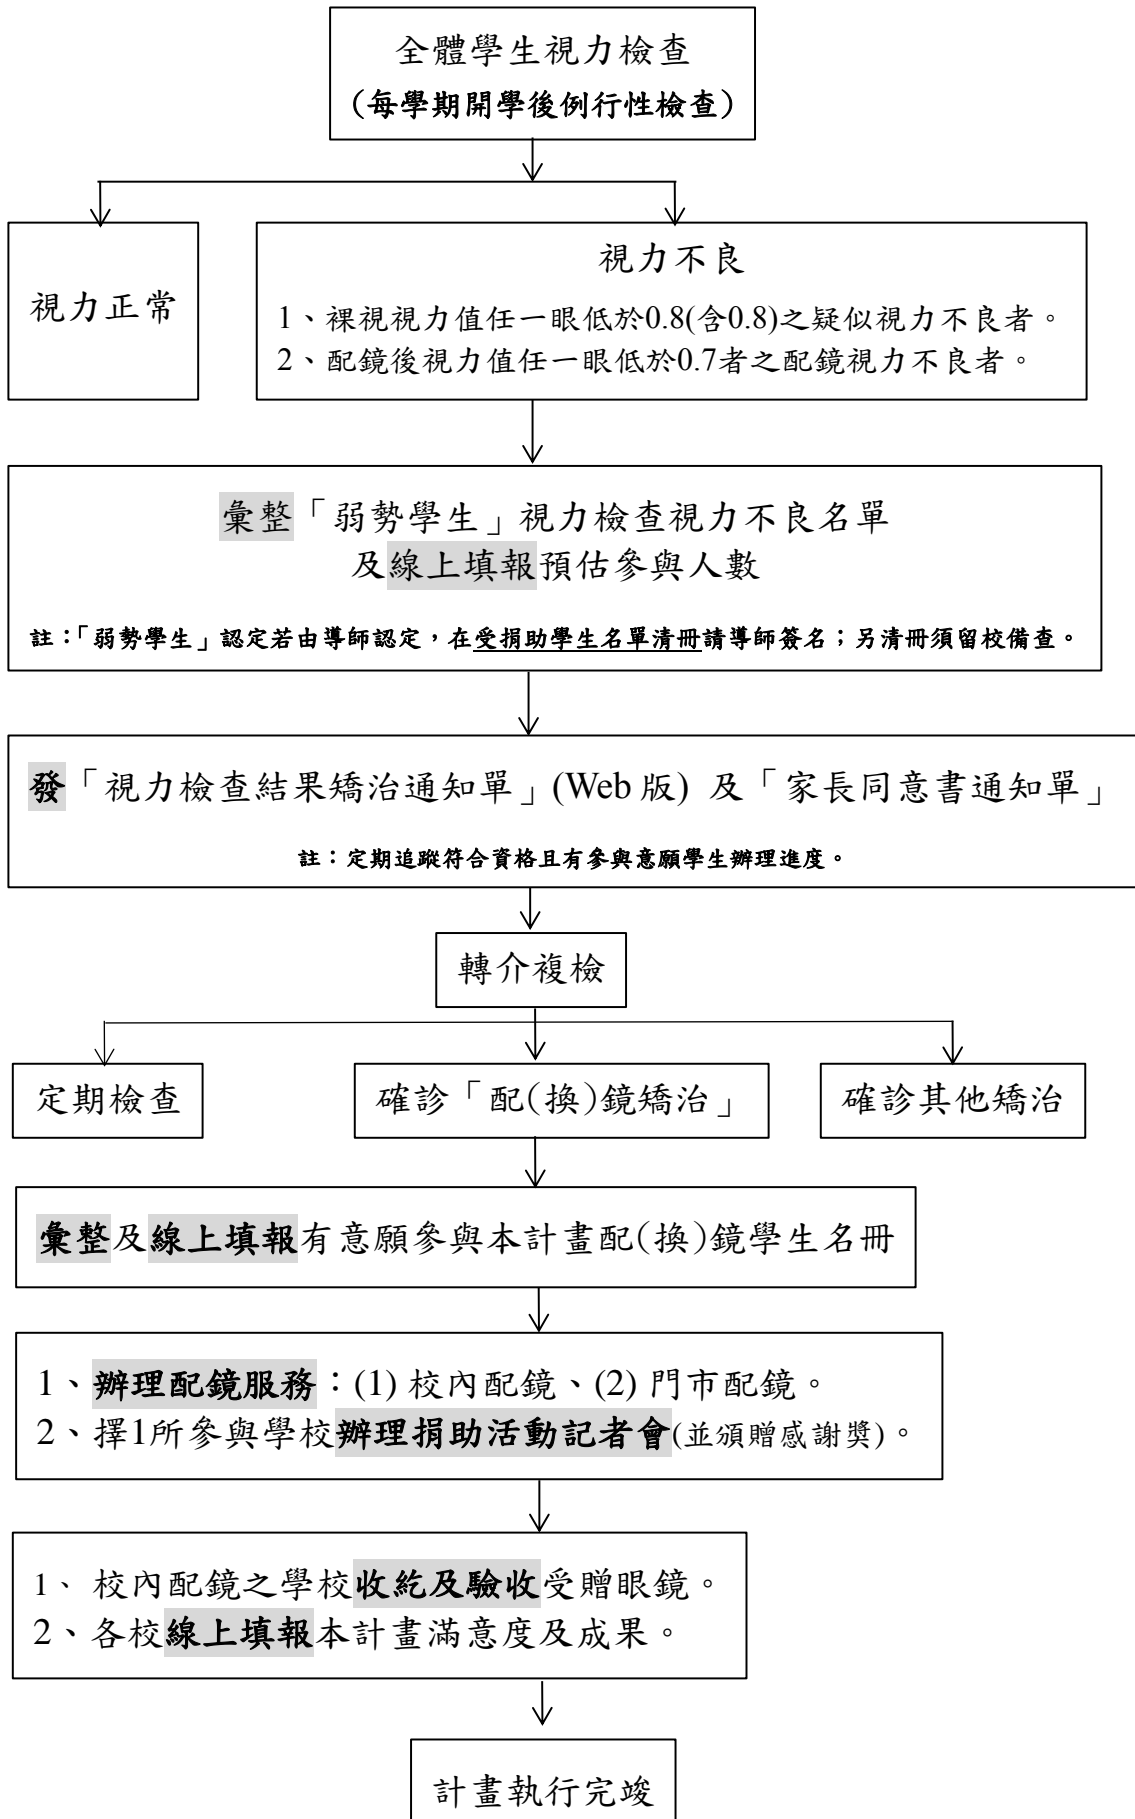 全體學生視力檢查
(每學期開學後例行性檢查)
視力正常
視力不良
1、裸視視力值任一眼低於0.8(含0.8)之疑似視力不良者。
2、配鏡後視力值任一眼低於0.7者之配鏡視力不良者。
彙整「弱勢學生」視力檢查視力不良名單
及線上填報預估參與人數
註：「弱勢學生」認定若由導師認定，在受捐助學生名單清冊請導師簽名；另清冊須留校備查。
發「視力檢查結果矯治通知單」(Web 版) 及「家長同意書通知單」
註：定期追蹤符合資格且有參與意願學生辦理進度。
轉介複檢
定期檢查
確診「配(換)鏡矯治」
確診其他矯治
彙整及線上填報有意願參與本計畫配(換)鏡學生名冊
1、辦理配鏡服務：(1) 校內配鏡、(2) 門市配鏡。
2、擇1所參與學校辦理捐助活動記者會(並頒贈感謝獎)。
1、 校內配鏡之學校收紇及驗收受贈眼鏡。
2、各校線上填報本計畫滿意度及成果。
計畫執行完竣